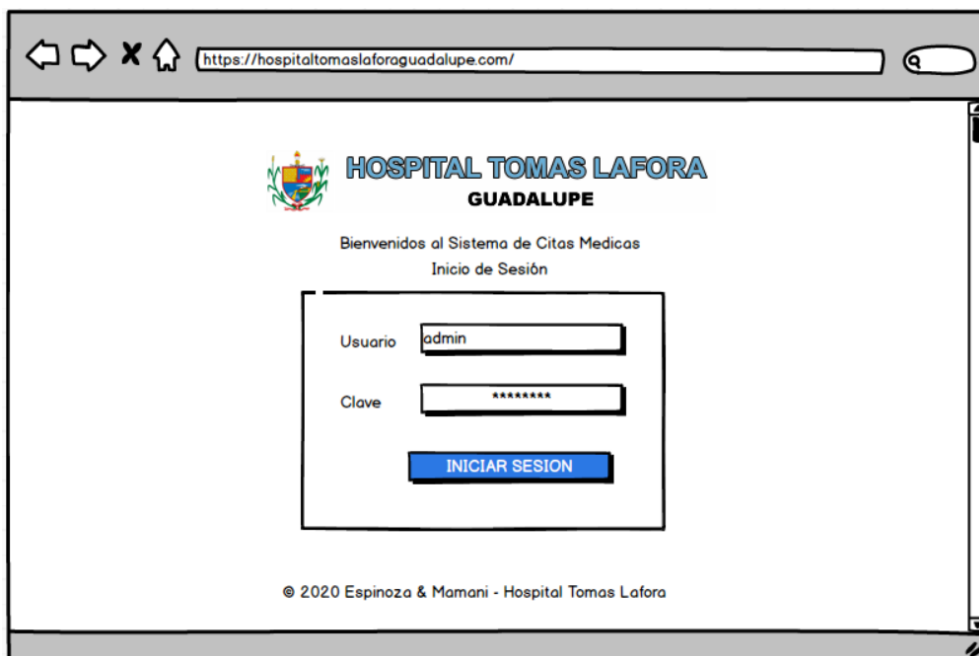 https://hospitaltomaslaforaguadalupe.com/
HOSPITAL TOMAS LAFORA
GUADALUPE
Bienvenidos al Sistema de Citas Medicas
Inicio de Sesión
Usuario admin
Clave ********
INICIAR SESION
© 2020 Espinoza & Mamani - Hospital Tomas Lafora